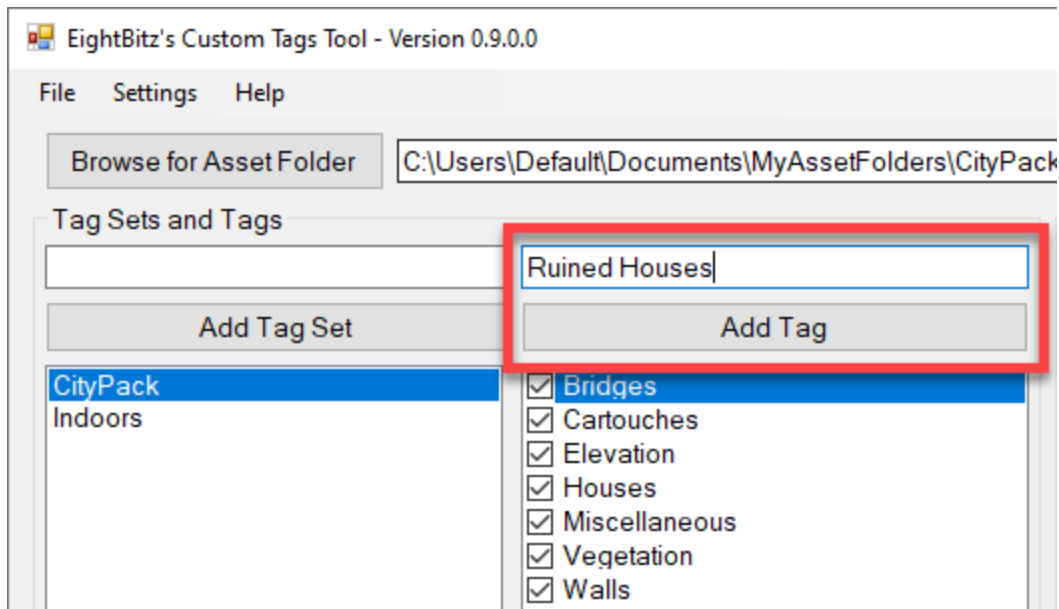 EightBitz's Custom Tags Tool - Version 0.9.0.0
File Settings Help
Browse for Asset Folder C:\Users\Default\Documents\MyAssetFolders\CityPack
Tag Sets and Tags
Ruined Houses
Add Tag Set Add Tag
CityPack Bridges
Indoors Cartouches
Elevation
Houses
Miscellaneous
Vegetation
Walls